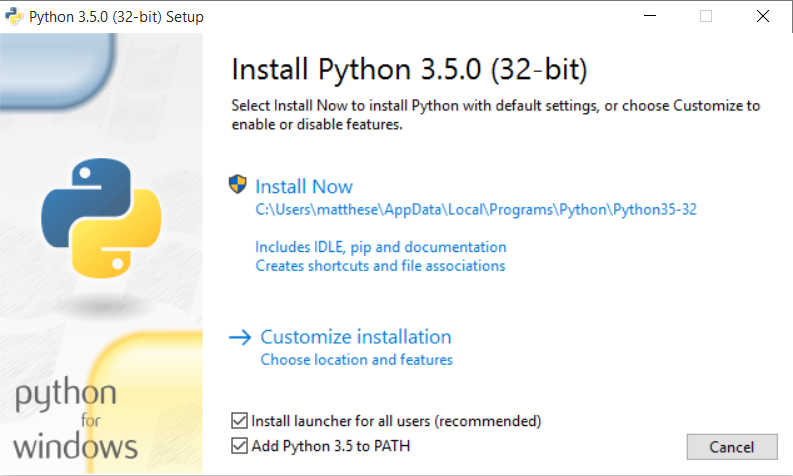 Python 3.5.0 (32-bit) Setup
Install Python 3.5.0 (32-bit)
Select Install Now to install Python with default settings, or choose Customize to
enable or disable features.
Install Now
C:\Users\matthese\AppData\Local\Programs\Python\Python35-32
Includes IDLE, pip and documentation
Creates shortcuts and file associations
Customize installation
Choose location and features
python
for
windows
Install launcher for all users (recommended)
Add Python 3.5 to PATH
Cancel